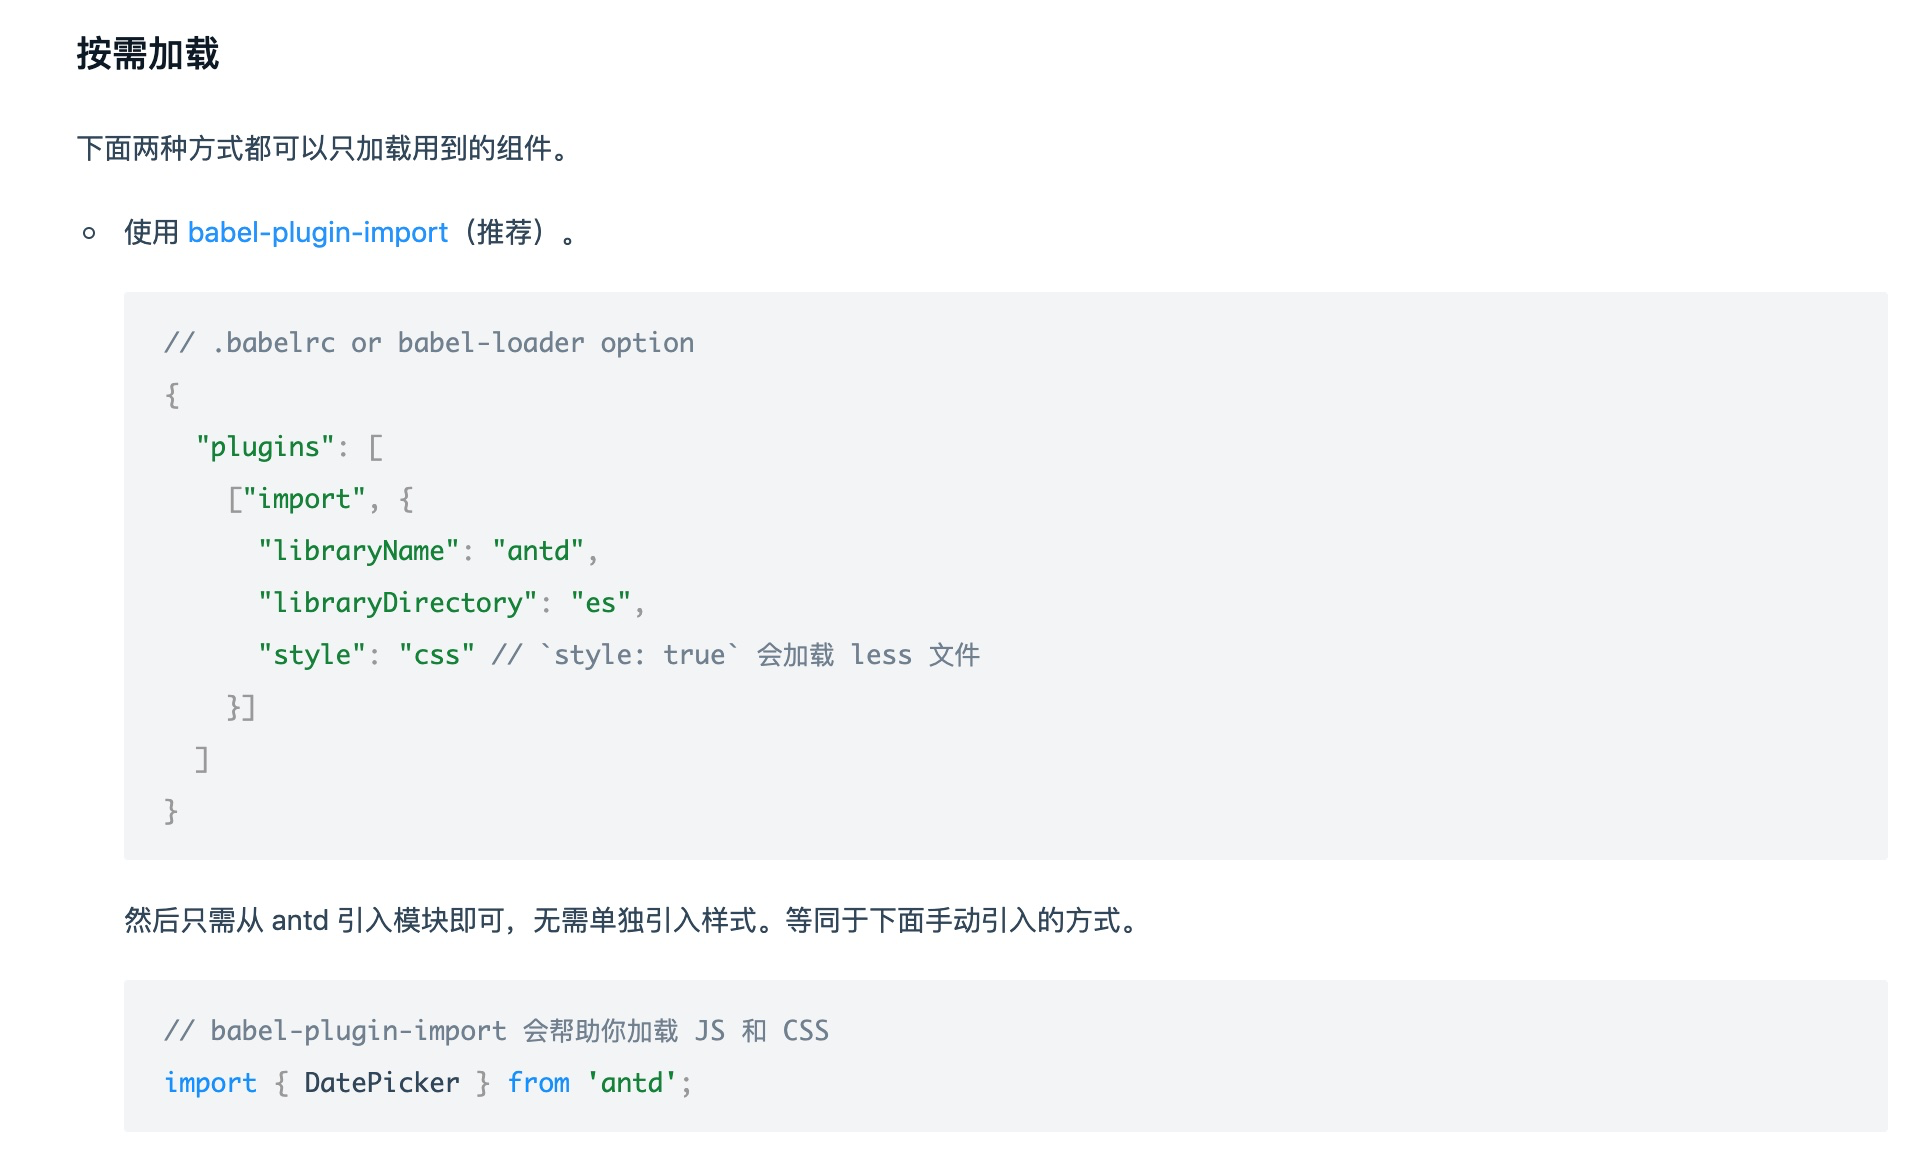 按需加载
下面两种方式都可以只加载用到的组件。
使用 babel-plugin-import（推荐）。
// .babelrc or babel-loader option
{
  "plugins": [
    ["import", {
      "libraryName": "antd",
      "libraryDirectory": "es",
      "style": "css" // `style: true` 会加载 less 文件
    }]
  ]
}
然后只需从 antd 引入模块即可，无需单独引入样式。等同于下面手动引入的方式。
// babel-plugin-import 会帮助你加载 JS 和 CSS
import { DatePicker } from 'antd';